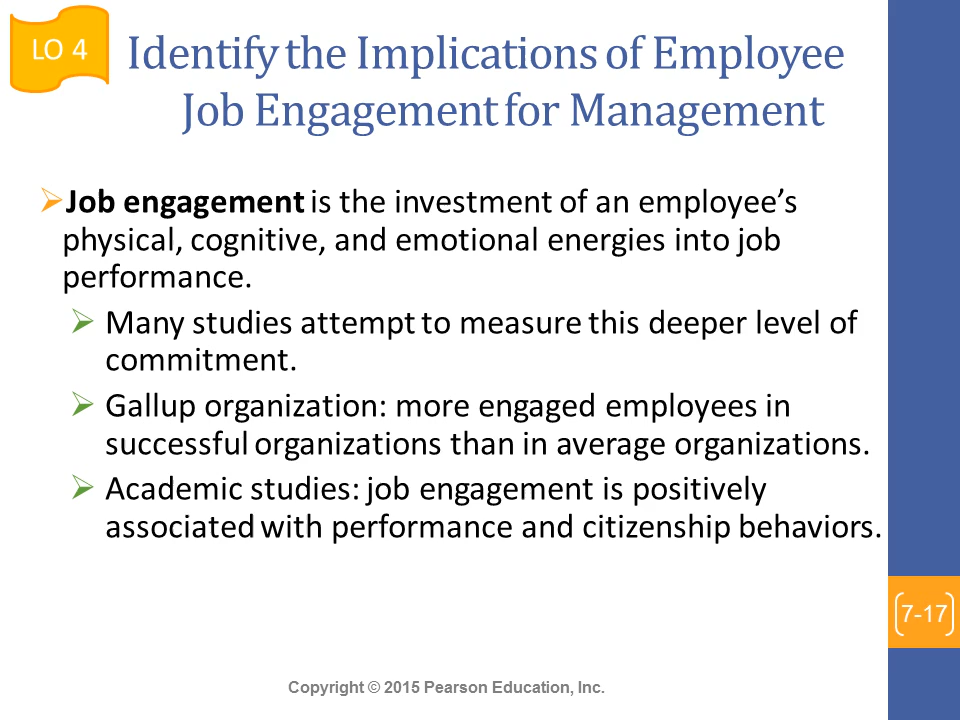 LO 4
Identify the Implications of Employee
Job Engagement for Management
Job engagement is the investment of an employee’s
physical, cognitive, and emotional energies into job
performance.
Many studies attempt to measure this deeper level of
commitment.
Gallup organization: more engaged employees in
successful organizations than in average organizations.
Academic studies: job engagement is positively
associated with performance and citizenship behaviors.
7-17
Copyright © 2015 Pearson Education, Inc.